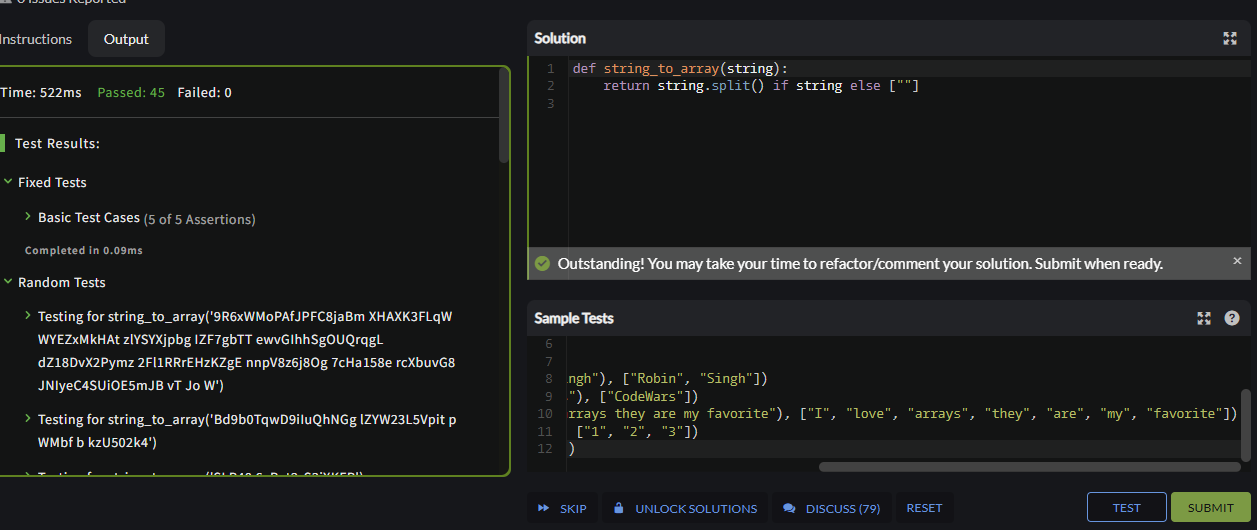 0 Issues Reported
Instructions
Output
Time: 522ms Passed: 45 Failed: 0
Test Results:
Fixed Tests
Basic Test Cases (5 of 5 Assertions)
Completed in 0.09ms
Random Tests
Testing for string_to_array('9R6xWMoPAfJPFC8jaBm XHAXK3FLqW
WYEZxMkHAt zlYSYXjpbg IZF7gbTT ewvGIhhSgOUQrqgL
dZ18DvX2Pymz 2Fl1RRrEHzKZgE nnpV8z6j8Og 7cHa158e rcXbuvG8
JNIyeC4SUiOE5mJB vT Jo W')
Testing for string_to_array('Bd9b0TqwD9iIuQhNGg lZYW23L5Vpit p
WMbf b kzU502k4')
Solution
1 def string_to_array(string):
2 return string.split() if string else [""]
3
Outstanding! You may take your time to refactor/comment your solution. Submit when ready.
Sample Tests
6
7
8 ingh"), ["Robin", "Singh"])
9 "), ["CodeWars"])
10 rrays they are my favorite"), ["I", "love", "arrays", "they", "are", "my", "favorite"])
11 ["1", "2", "3"])
12 )
SKIP
UNLOCK SOLUTIONS
DISCUSS (79)
RESET
TEST
SUBMIT